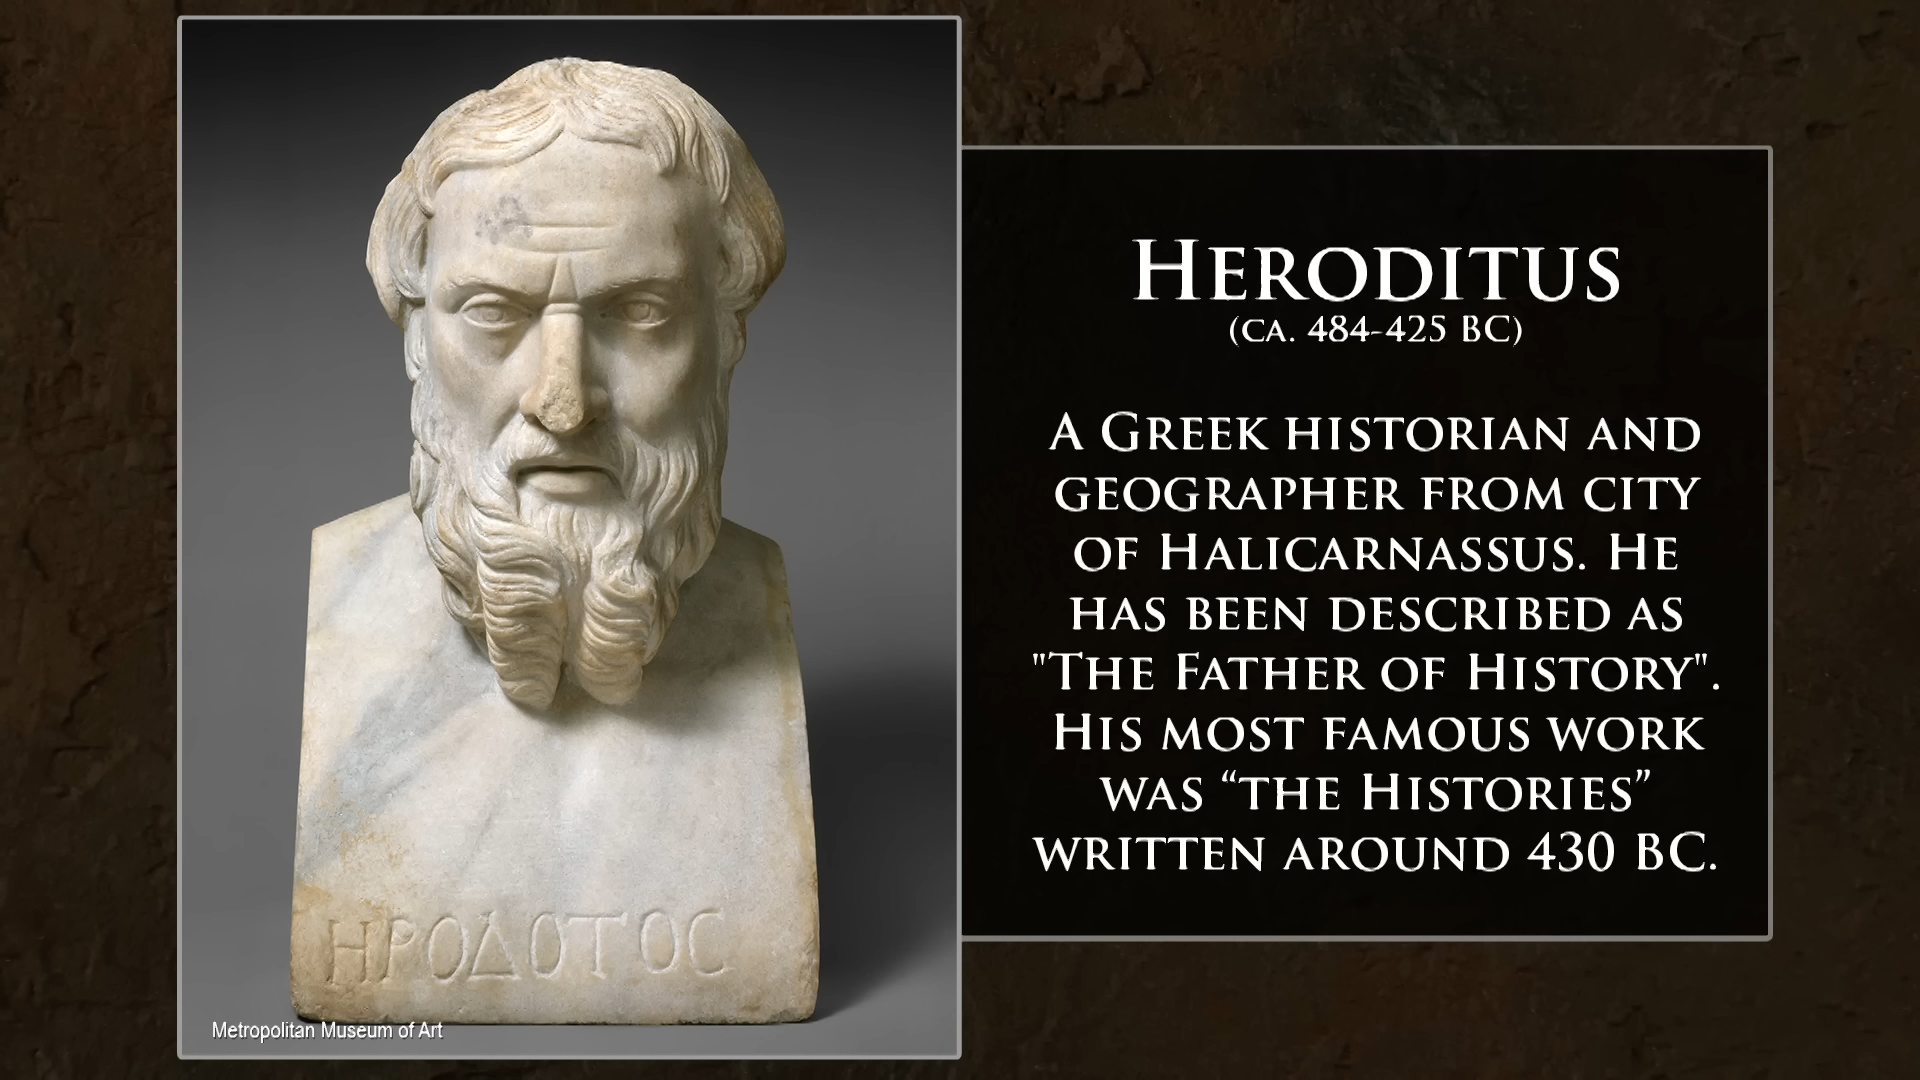 ΗΡΟΔΟΤΟC
Metropolitan Museum of Art
HERODITUS
(CA. 484-425 BC)
A GREEK HISTORIAN AND
GEOGRAPHER FROM CITY
OF HALICARNASSUS. HE
HAS BEEN DESCRIBED AS
"THE FATHER OF HISTORY".
HIS MOST FAMOUS WORK
WAS “THE HISTORIES”
WRITTEN AROUND 430 BC.